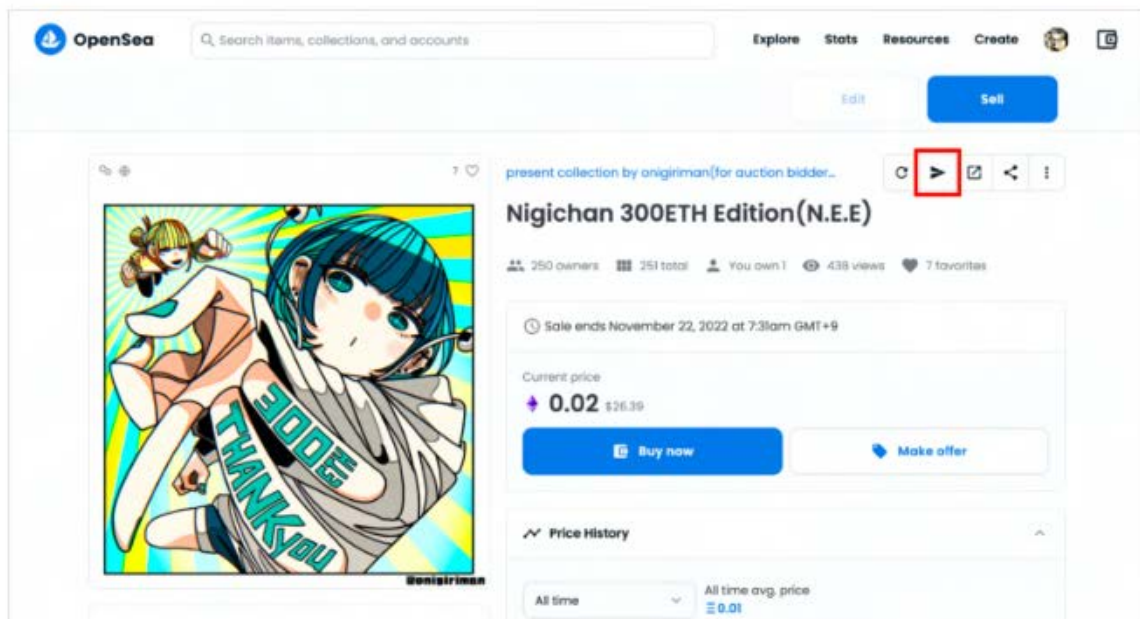 OpenSea
Search items, collections, and accounts
Explore Stats Resources Create
Edit Sell
7
present collection by onigiriman(for auction bidder...
Nigichan 300ETH Edition(N.E.E)
250 owners 251 total You own 1 438 views 7 favorites
Sale ends November 22, 2022 at 7:31am GMT+9
Current price
0.02 $26.39
Buy now Make offer
300ETH
THANK YOU
@onigiriman
Price History
All time
All time avg. price
Ξ0.01